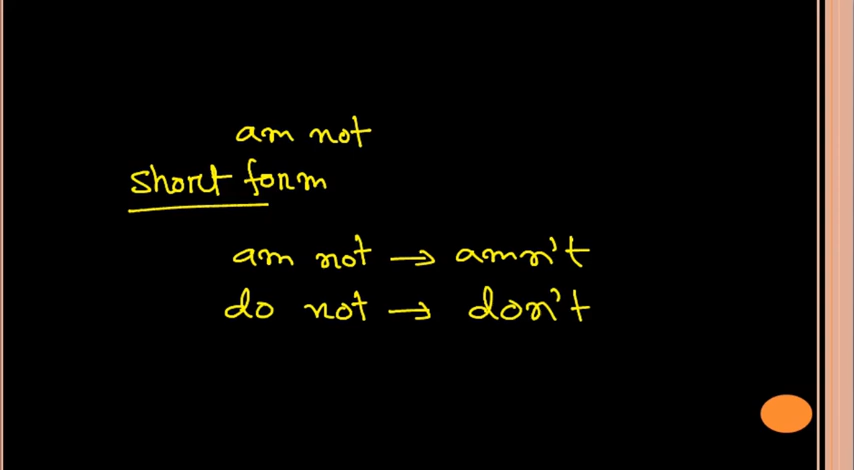 am not
short form
am not → amn't
do not → don't